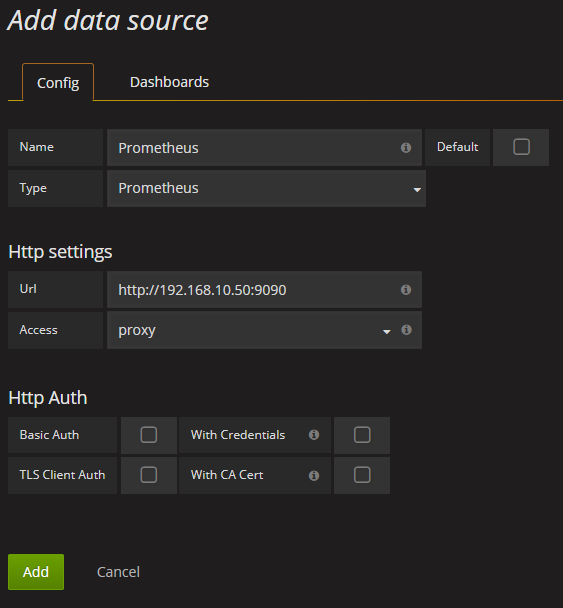 Add data source
Config Dashboards
Name Prometheus Default
Type Prometheus
Http settings
Url http://192.168.10.50:9090
Access proxy
Http Auth
Basic Auth With Credentials
TLS Client Auth With CA Cert
Add Cancel